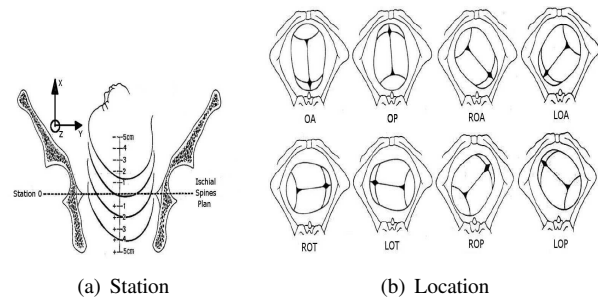 X
Z
Y
-5cm
4
3
2
1
Station 0
Ischial
Spines
Plan
1
2
3
4
+5cm
OA OP ROA LOA
ROT LOT ROP LOP
(a) Station (b) Location